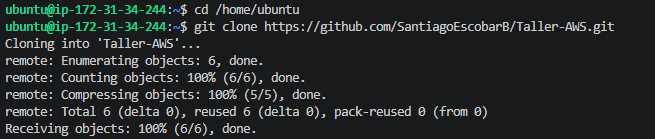 ubuntu@ip-172-31-34-244:~$ cd /home/ubuntu
ubuntu@ip-172-31-34-244:~$ git clone https://github.com/SantiagoEscobarB/Taller-AWS.git
Cloning into 'Taller-AWS'...
remote: Enumerating objects: 6, done.
remote: Counting objects: 100% (6/6), done.
remote: Compressing objects: 100% (5/5), done.
remote: Total 6 (delta 0), reused 6 (delta 0), pack-reused 0 (from 0)
Receiving objects: 100% (6/6), done.